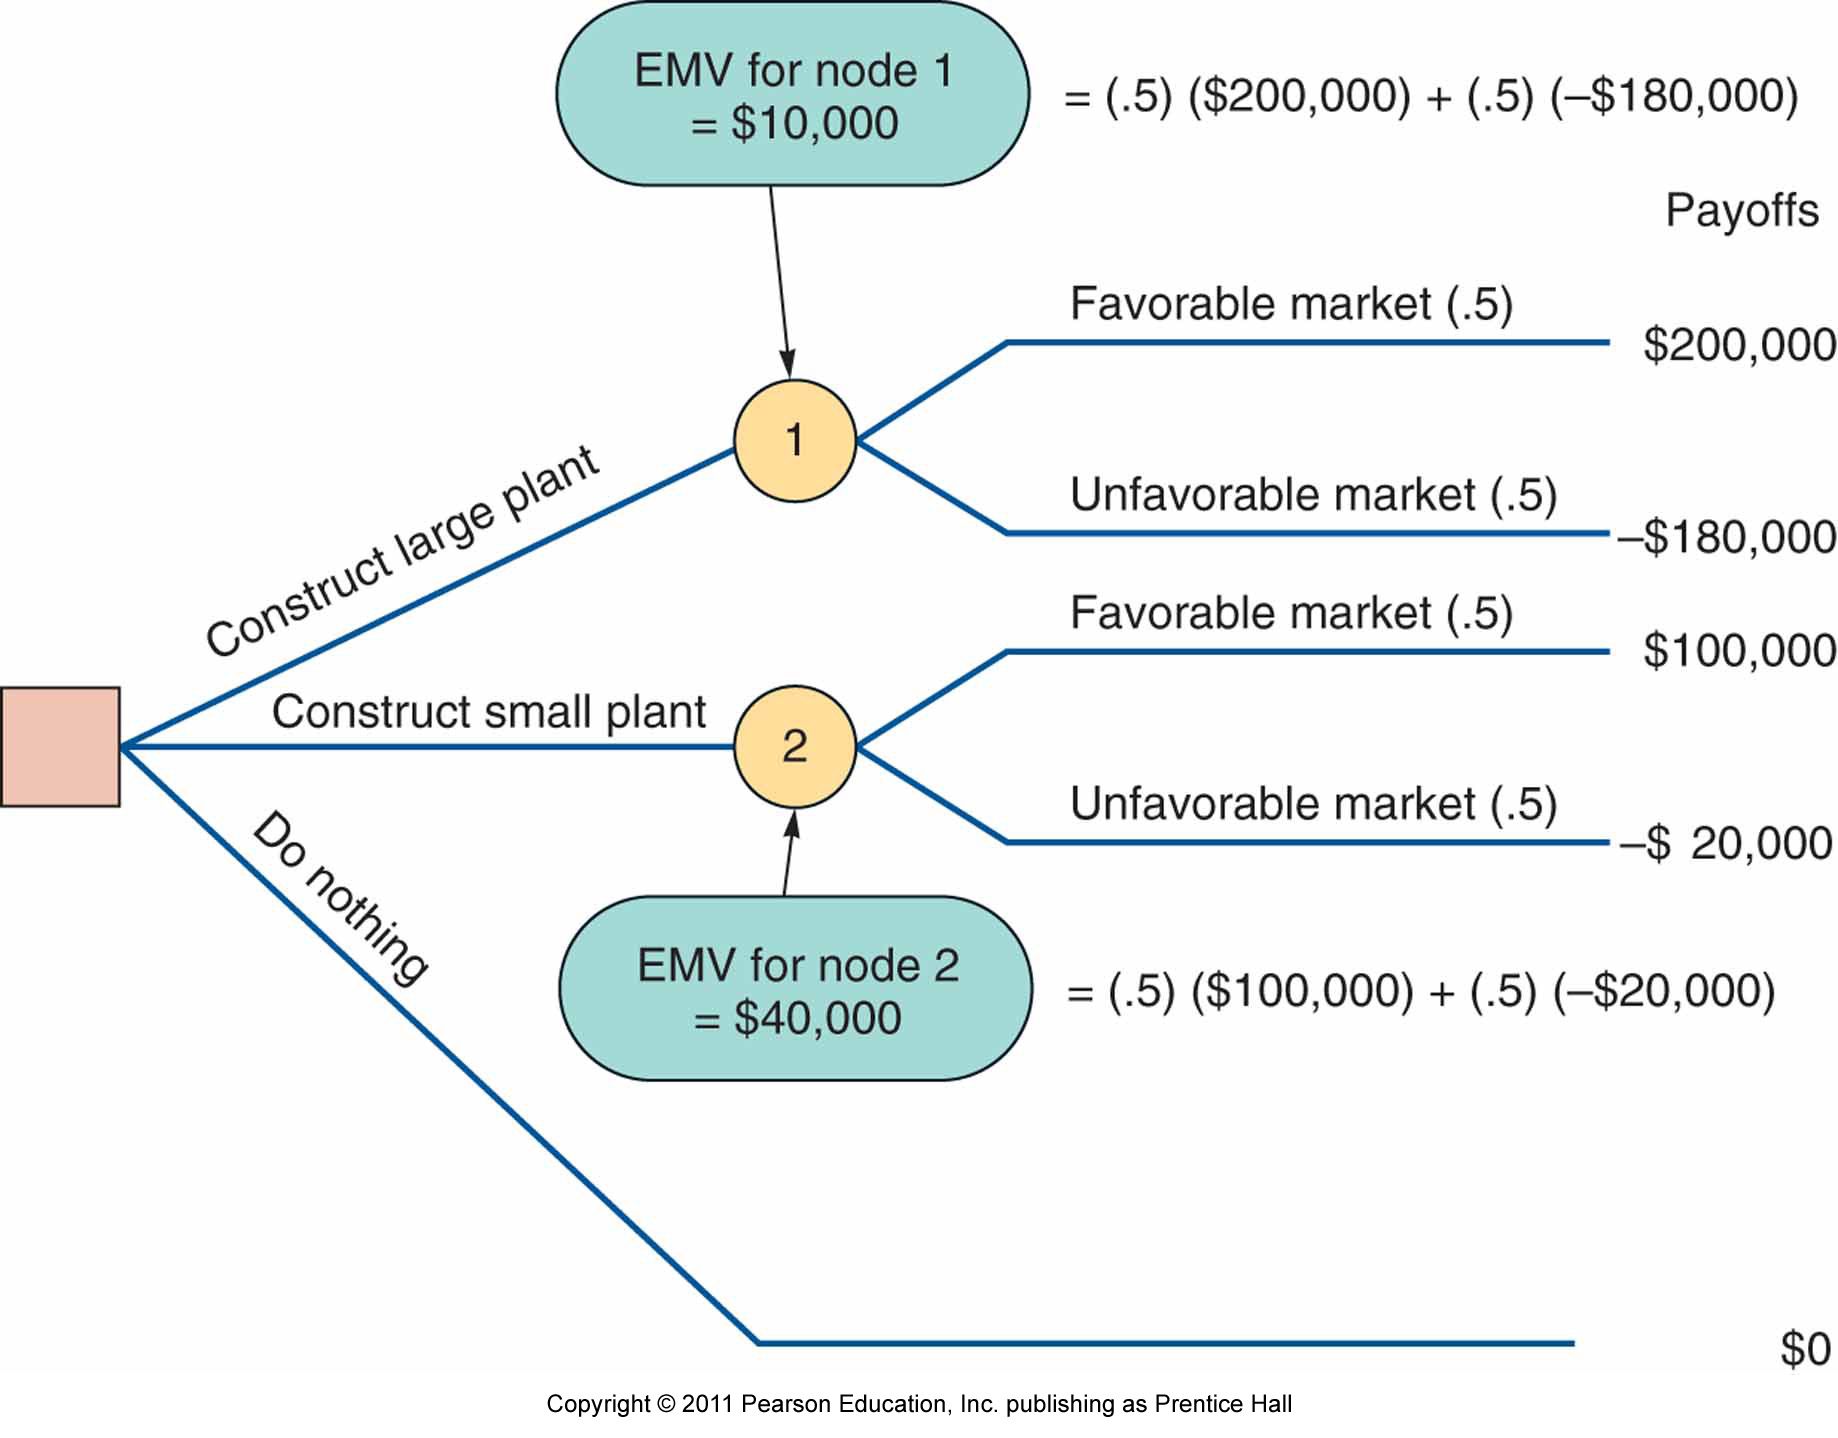 EMV for node 1
= $10,000
= (.5) ($200,000) + (.5) (–$180,000)
Payoffs
Favorable market (.5)
$200,000
Construct large plant
1
Unfavorable market (.5)
–$180,000
Favorable market (.5)
$100,000
Construct small plant
2
Unfavorable market (.5)
–$ 20,000
Do nothing
EMV for node 2
= $40,000
= (.5) ($100,000) + (.5) (–$20,000)
$0
Copyright © 2011 Pearson Education, Inc. publishing as Prentice Hall